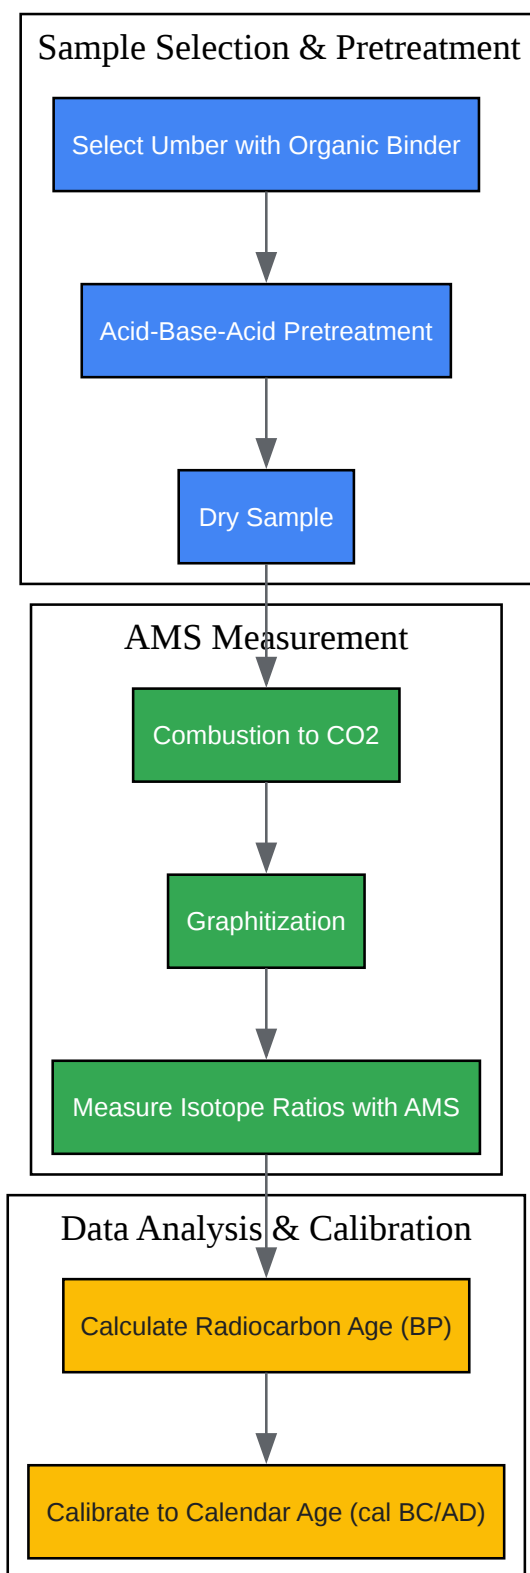 Sample Selection & Pretreatment
Select Umber with Organic Binder
Acid-Base-Acid Pretreatment
Dry Sample
AMS Measurement
Combustion to CO2
Graphitization
Measure Isotope Ratios with AMS
Data Analysis & Calibration
Calculate Radiocarbon Age (BP)
Calibrate to Calendar Age (cal BC/AD)